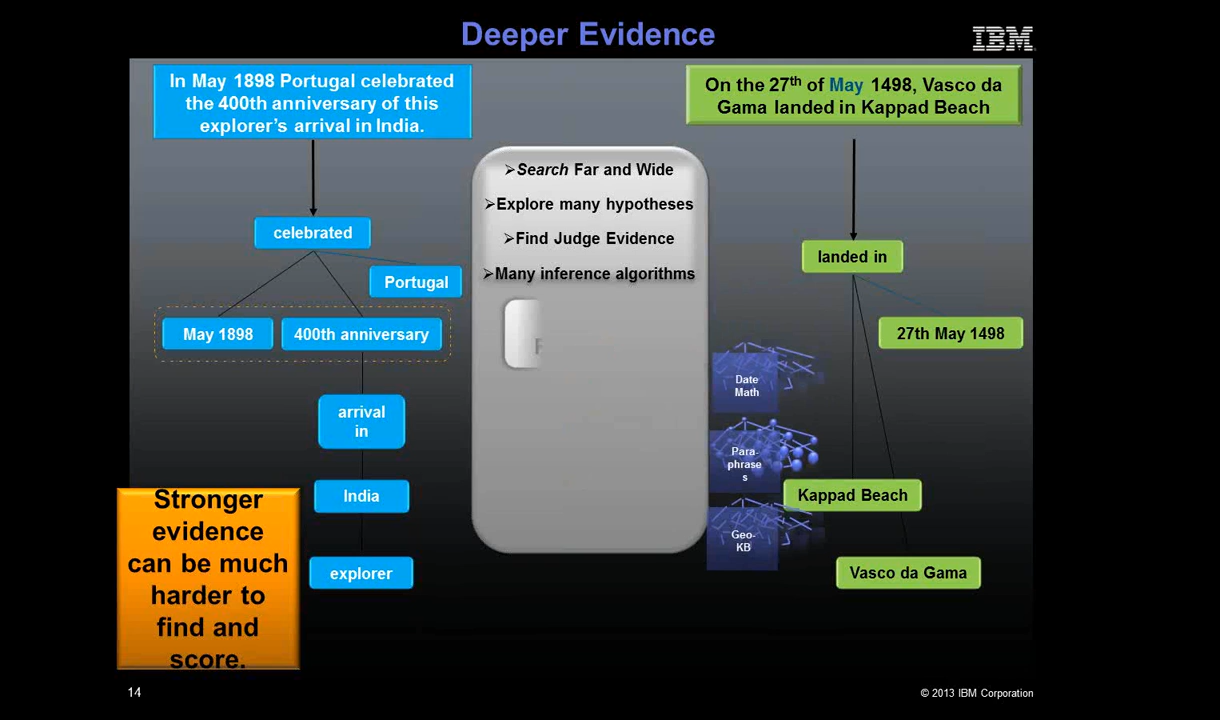 Deeper Evidence
IBM
In May 1898 Portugal celebrated
the 400th anniversary of this
explorer's arrival in India.
On the 27th of May 1498, Vasco da
Gama landed in Kappad Beach
➢Search Far and Wide
➢Explore many hypotheses
➢Find Judge Evidence
➢Many inference algorithms
celebrated
Portugal
May 1898
400th anniversary
arrival
in
India
explorer
landed in
27th May 1498
Date
Math
Para-
phrase
s
Geo-
KB
Kappad Beach
Vasco da Gama
Stronger
evidence
can be much
harder to
find and
score.
14
© 2013 IBM Corporation